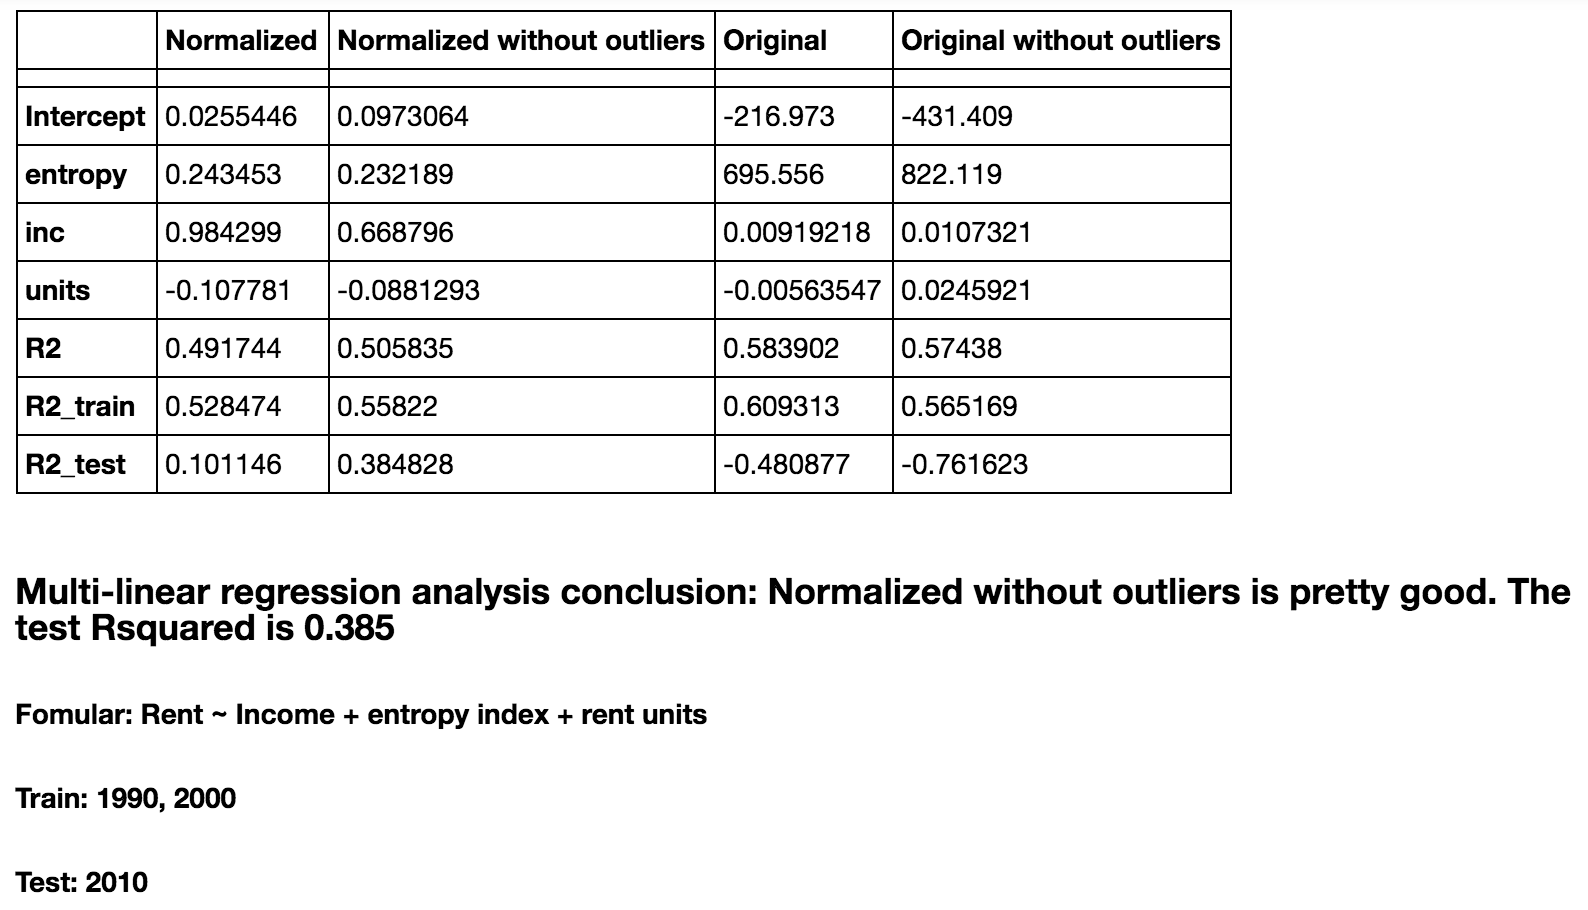 Normalized Normalized without outliers Original Original without outliers
Intercept 0.0255446 0.0973064 -216.973 -431.409
entropy 0.243453 0.232189 695.556 822.119
inc 0.984299 0.668796 0.00919218 0.0107321
units -0.107781 -0.0881293 -0.00563547 0.0245921
R2 0.491744 0.505835 0.583902 0.57438
R2_train 0.528474 0.55822 0.609313 0.565169
R2_test 0.101146 0.384828 -0.480877 -0.761623
Multi-linear regression analysis conclusion: Normalized without outliers is pretty good. The
test Rsquared is 0.385
Fomular: Rent ~ Income + entropy index + rent units
Train: 1990, 2000
Test: 2010